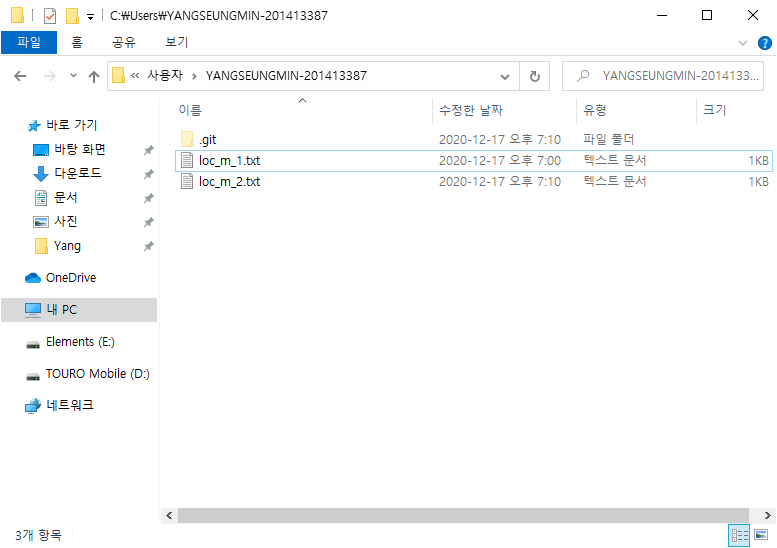 C:₩Users₩YANGSEUNGMIN-201413387
파일 홈 공유 보기
« 사용자 › YANGSEUNGMIN-201413387 YANGSEUNGMIN-2014133...
이름 수정한 날짜 유형 크기
.git 2020-12-17 오후 7:10 파일 폴더
loc_m_1.txt 2020-12-17 오후 7:00 텍스트 문서 1KB
loc_m_2.txt 2020-12-17 오후 7:10 텍스트 문서 1KB
바로 가기
바탕 화면
다운로드
문서
사진
Yang
OneDrive
내 PC
Elements (E:)
TOURO Mobile (D:)
네트워크
3개 항목